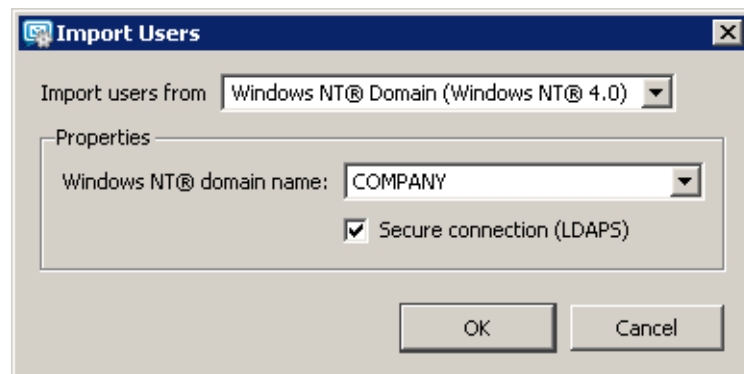 Import Users
Import users from Windows NT® Domain (Windows NT® 4.0)
Properties
Windows NT® domain name: COMPANY
Secure connection (LDAPS)
OK Cancel